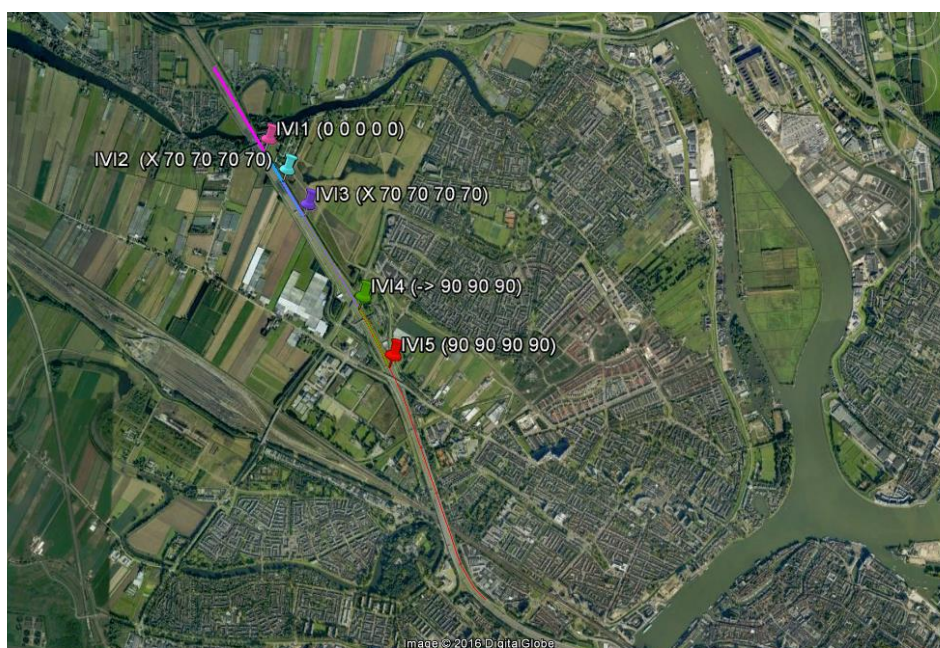 IVI1 (0 0 0 0 0)
IVI2 (X 70 70 70 70)
IVI3 (X 70 70 70 70)
IVI4 (-> 90 90 90)
IVI5 (90 90 90 90)
Image © 2016 DigitalGlobe